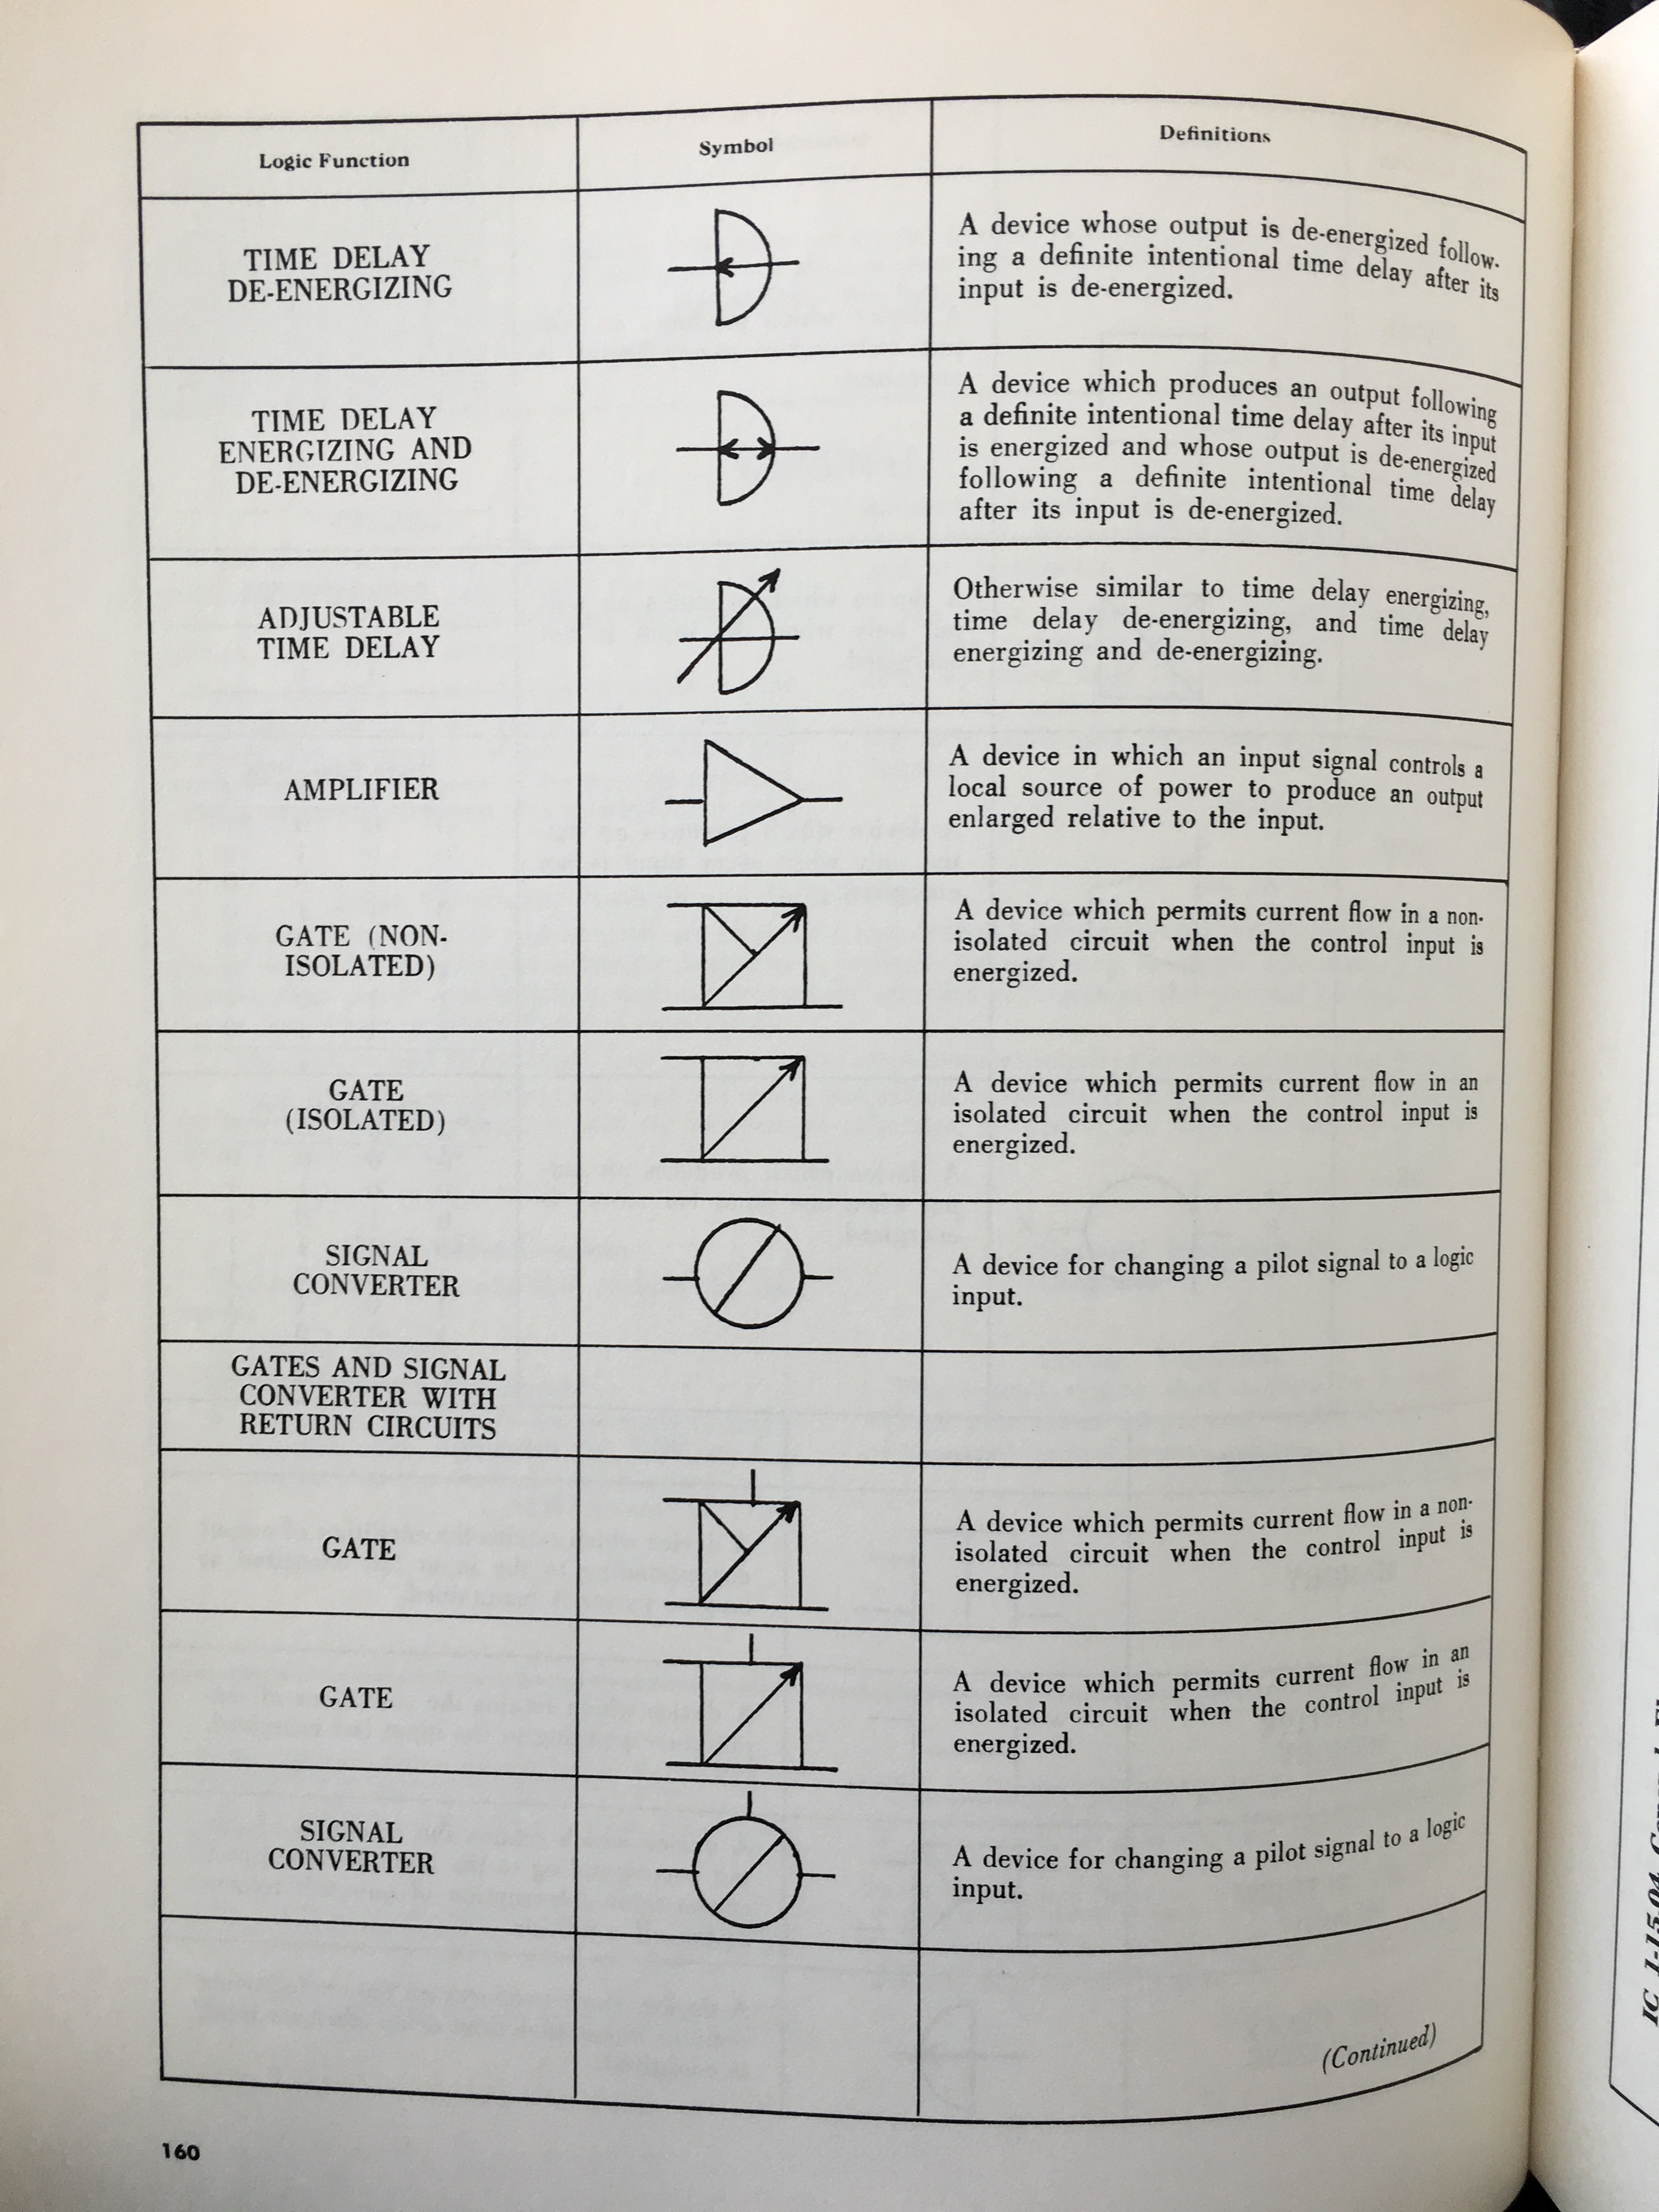 Logic Function
Symbol
Definitions
TIME DELAY
DE-ENERGIZING
A device whose output is de-energized follow-
ing a definite intentional time delay after its
input is de-energized.
TIME DELAY
ENERGIZING AND
DE-ENERGIZING
A device which produces an output following
a definite intentional time delay after its input
is energized and whose output is de-energized
following a definite intentional time delay
after its input is de-energized.
ADJUSTABLE
TIME DELAY
Otherwise similar to time delay energizing,
time delay de-energizing, and time delay
energizing and de-energizing.
AMPLIFIER
A device in which an input signal controls a
local source of power to produce an output
enlarged relative to the input.
GATE (NON-
ISOLATED)
A device which permits current flow in a non-
isolated circuit when the control input is
energized.
GATE
(ISOLATED)
A device which permits current flow in an
isolated circuit when the control input is
energized.
SIGNAL
CONVERTER
A device for changing a pilot signal to a logic
input.
GATES AND SIGNAL
CONVERTER WITH
RETURN CIRCUITS
GATE
A device which permits current flow in a non-
isolated circuit when the control input is
energized.
GATE
A device which permits current flow in an
isolated circuit when the control input is
energized.
SIGNAL
CONVERTER
A device for changing a pilot signal to a logic
input.
(Continued)
160
IC 1-15.04